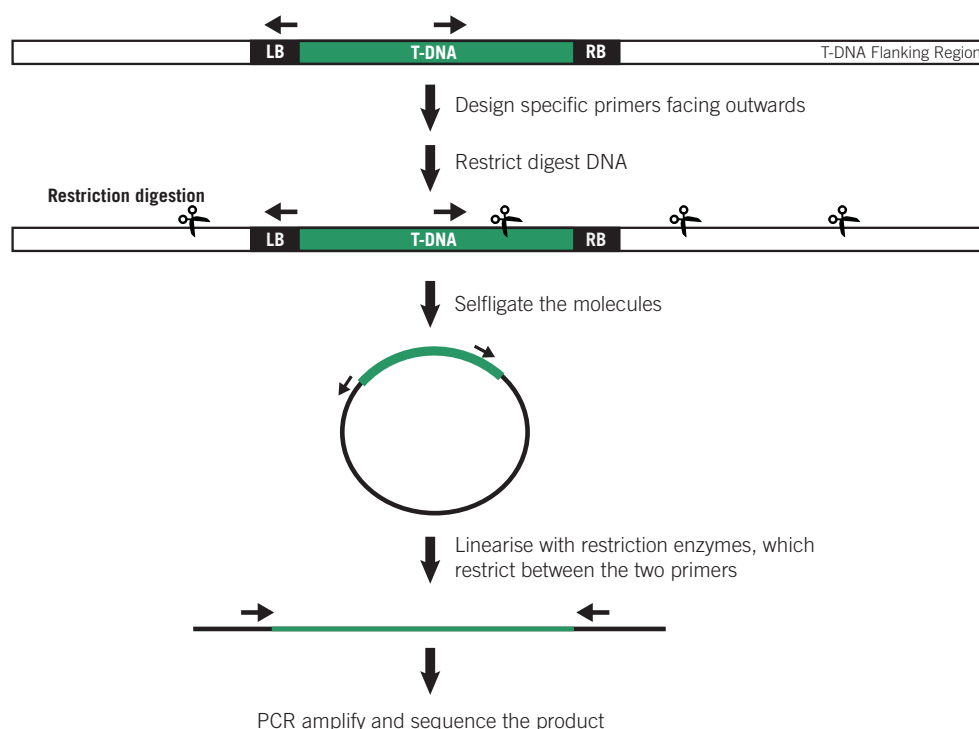 LB T-DNA RB T-DNA Flanking Region
Design specific primers facing outwards
Restrict digest DNA
Restriction digestion
LB T-DNA RB
Selfligate the molecules
Linearise with restriction enzymes, which
restrict between the two primers
PCR amplify and sequence the product